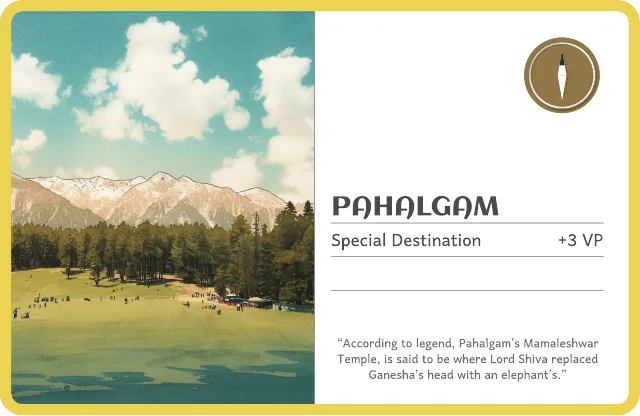 PAHALGAM
Special Destination +3 VP
“According to legend, Pahalgam’s Mamaleshwar
Temple, is said to be where Lord Shiva replaced
Ganesha’s head with an elephant’s.”